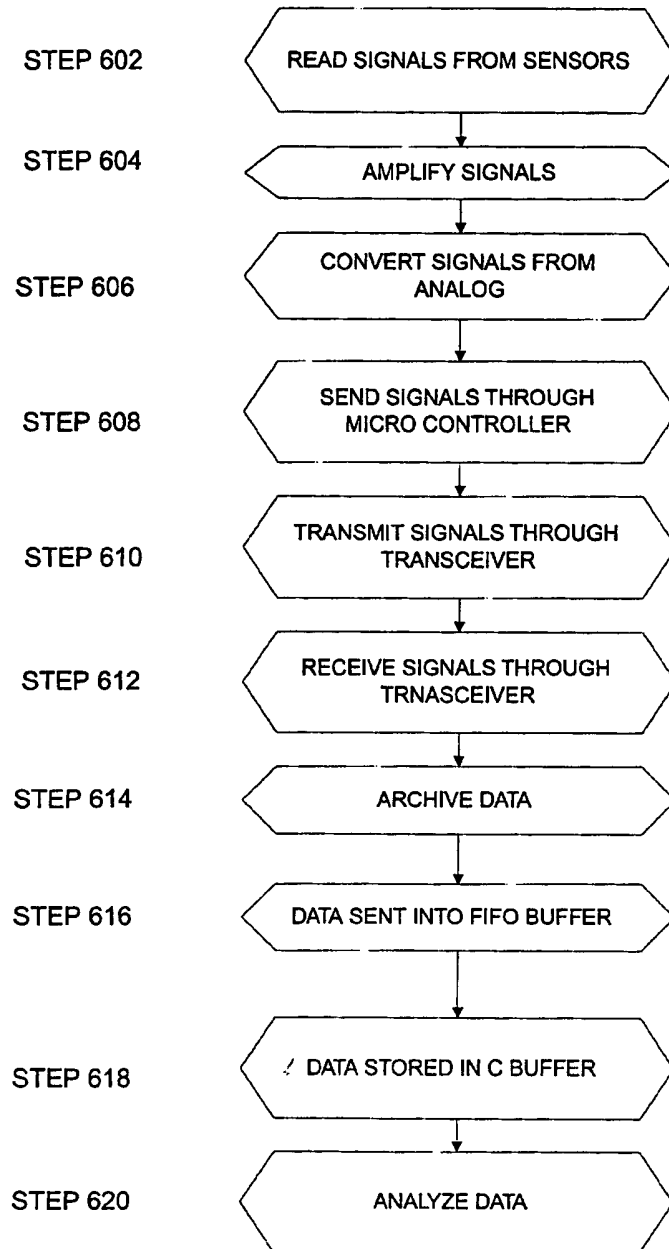 STEP 602
READ SIGNALS FROM SENSORS
STEP 604
AMPLIFY SIGNALS
STEP 606
CONVERT SIGNALS FROM
ANALOG
STEP 608
SEND SIGNALS THROUGH
MICRO CONTROLLER
STEP 610
TRANSMIT SIGNALS THROUGH
TRANSCEIVER
STEP 612
RECEIVE SIGNALS THROUGH
TRNASCEIVER
STEP 614
ARCHIVE DATA
STEP 616
DATA SENT INTO FIFO BUFFER
STEP 618
DATA STORED IN C BUFFER
STEP 620
ANALYZE DATA